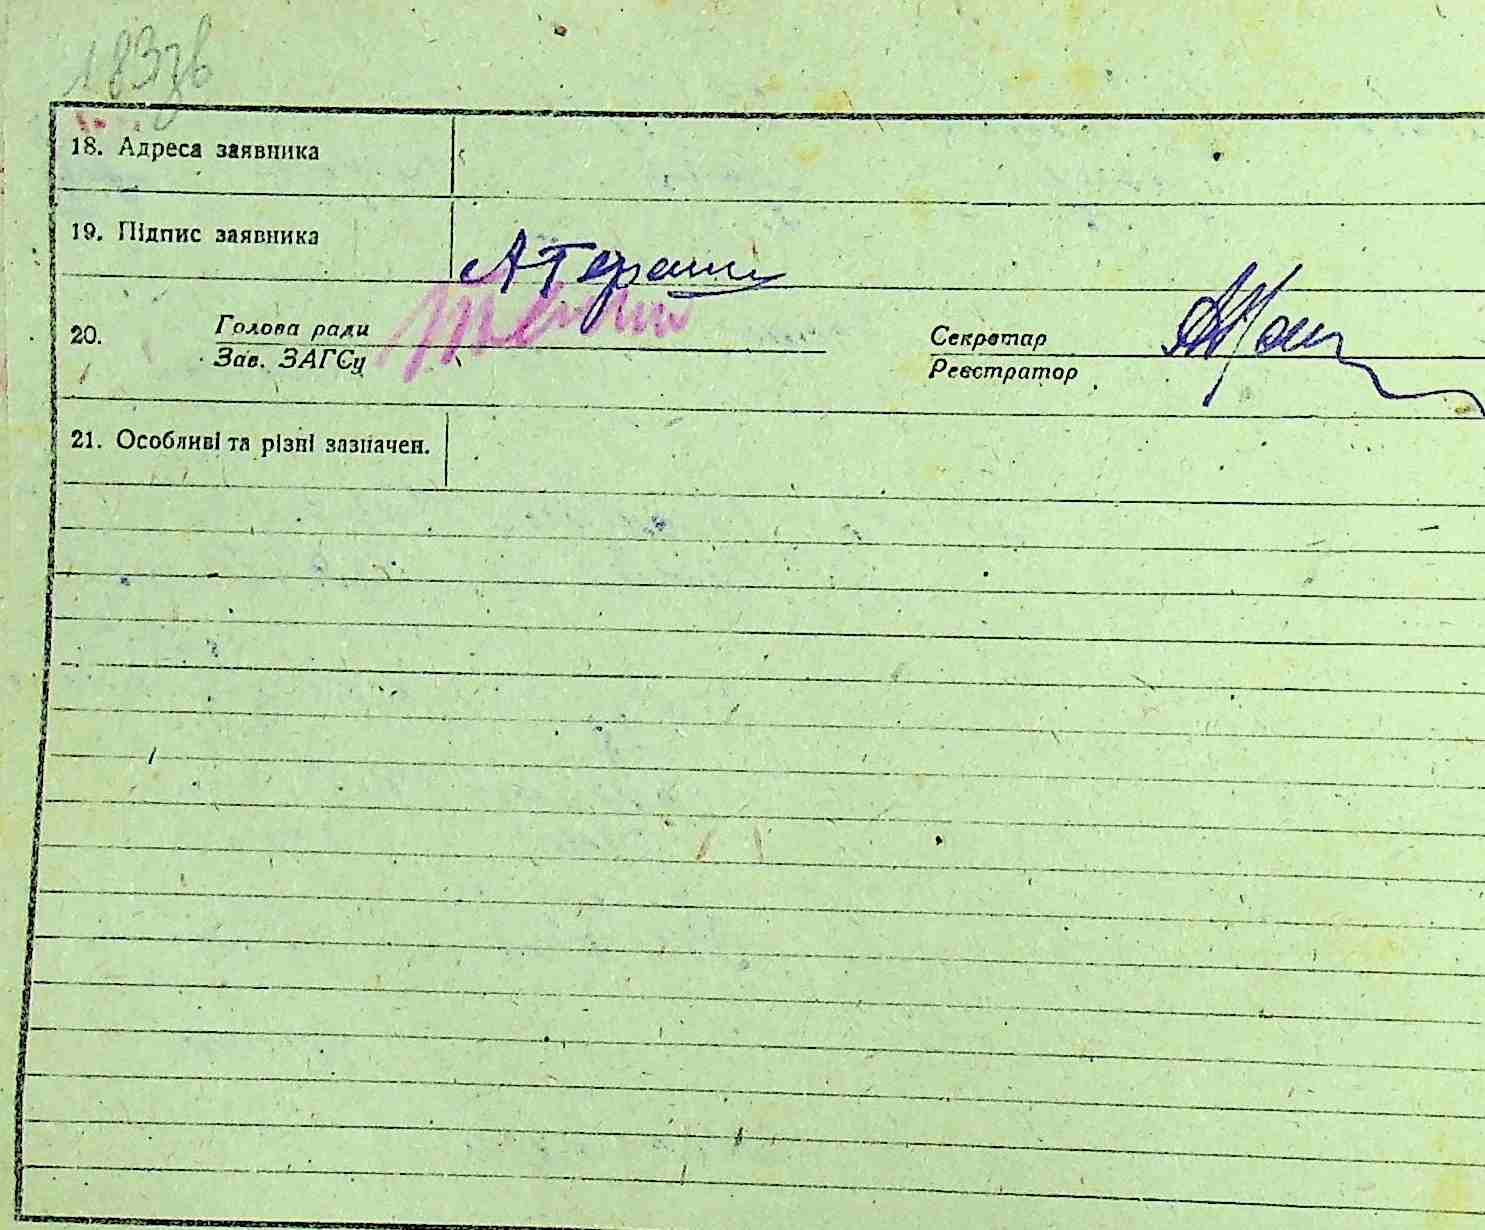 183зв
18. Адреса заявника
19. Підпис заявника
20. Голова ради
Зав. ЗАГСу
Секретар
Реєстратор
21. Особливі та різні зазначен.